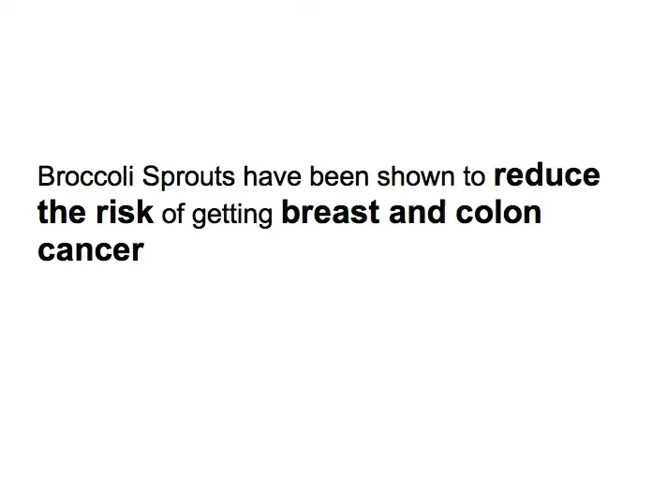 Broccoli Sprouts have been shown to reduce
the risk of getting breast and colon
cancer